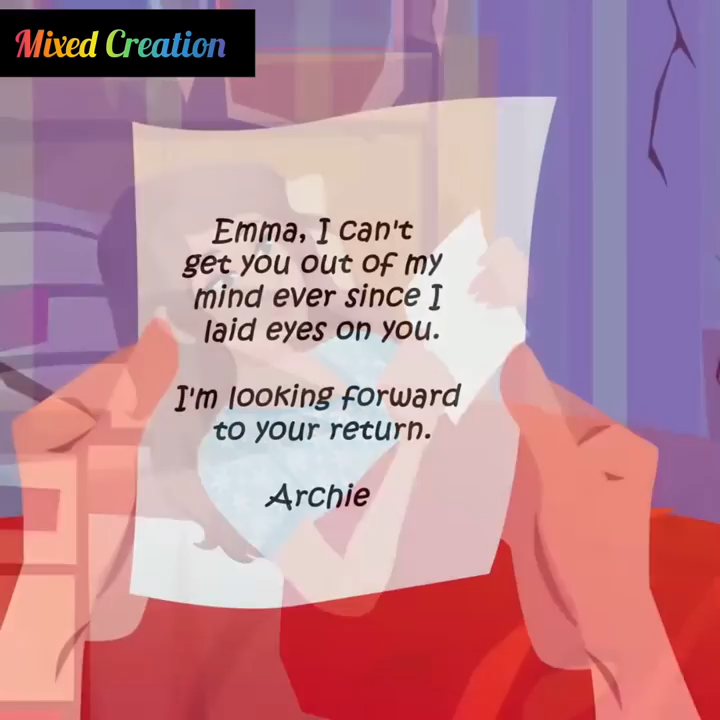 Mixed Creation
Emma, I can't
get you out of my
mind ever since I
laid eyes on you.
I'm looking forward
to your return.
Archie